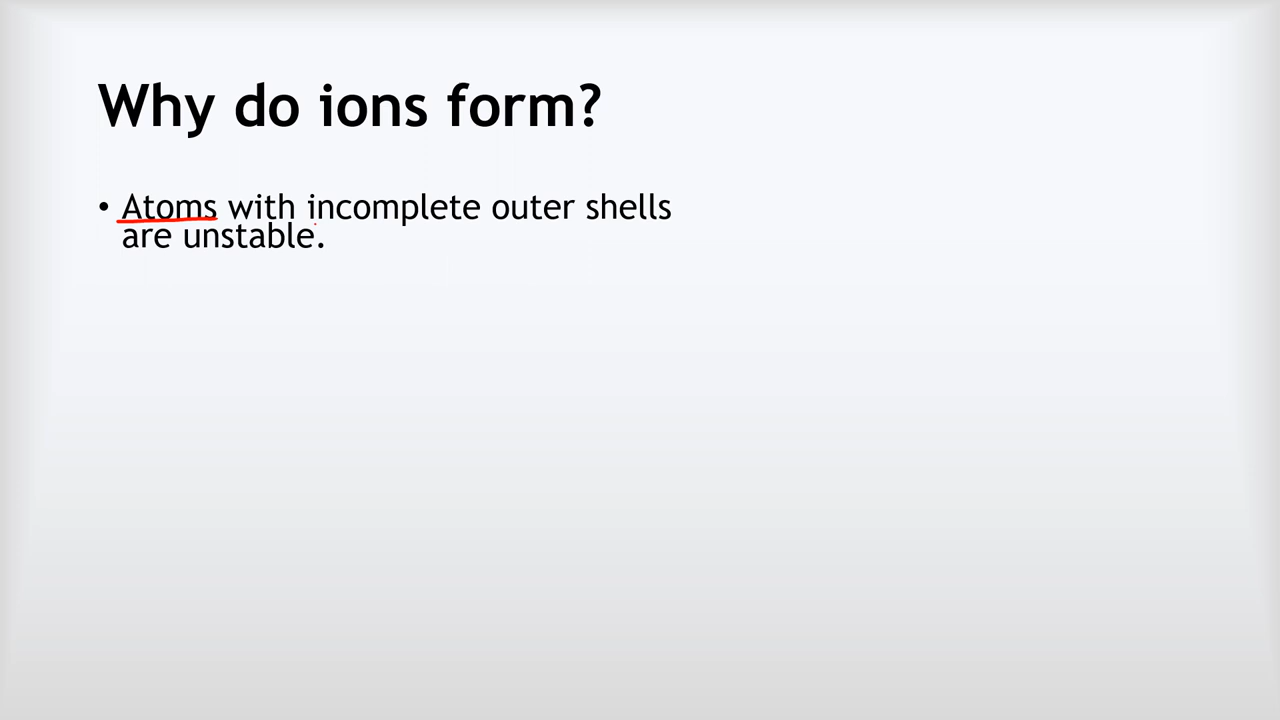 Why do ions form?
• Atoms with incomplete outer shells
are unstable.